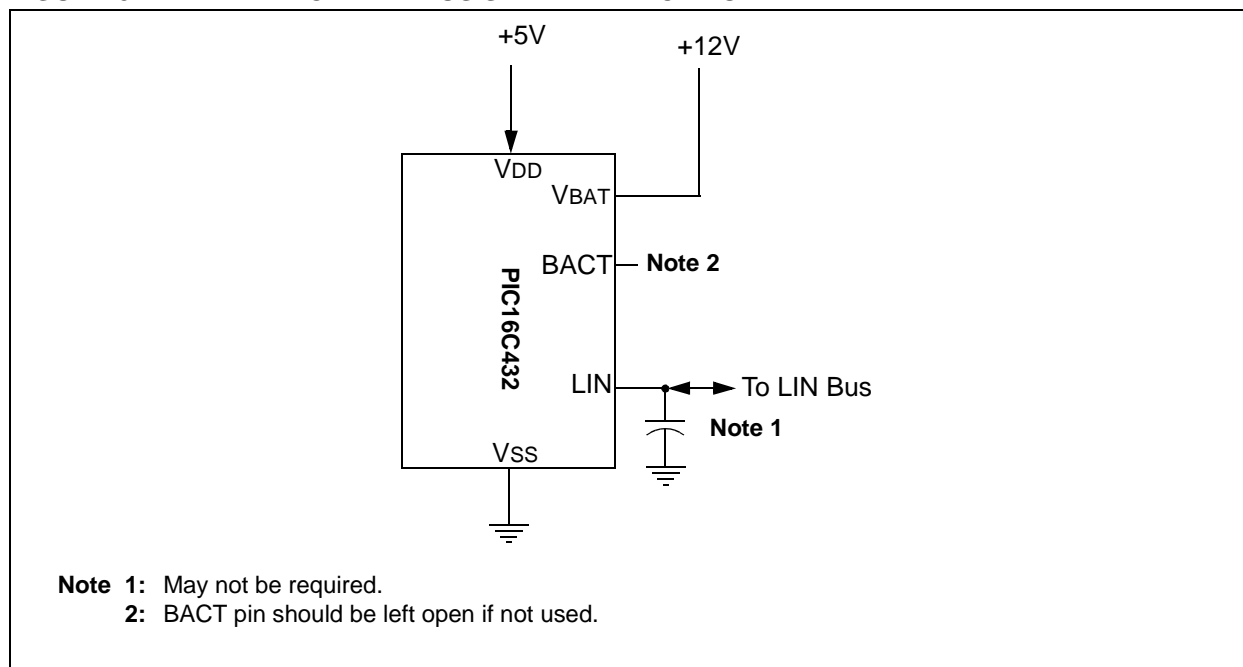 +5V
+12V
VDD
VBAT
BACT
Note 2
PIC16C432
LIN
To LIN Bus
Note 1
VSS
Note 1: May not be required.
2: BACT pin should be left open if not used.